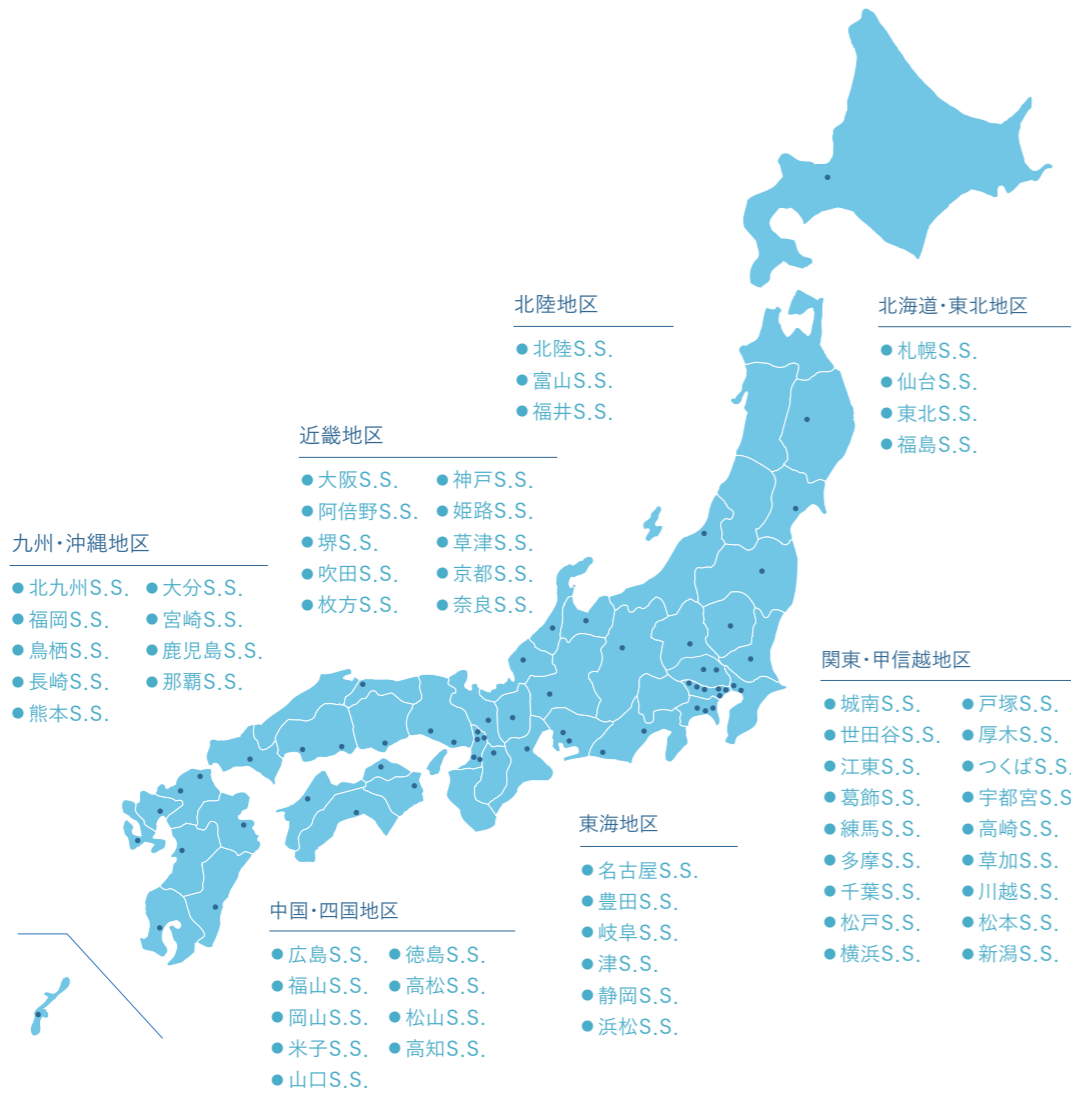 北陸地区
● 北陸S.S.
● 富山S.S.
● 福井S.S.
北海道・東北地区
● 札幌S.S.
● 仙台S.S.
● 東北S.S.
● 福島S.S.
近畿地区
● 大阪S.S. ● 神戸S.S.
● 阿倍野S.S. ● 姫路S.S.
● 堺S.S. ● 草津S.S.
● 吹田S.S. ● 京都S.S.
● 枚方S.S. ● 奈良S.S.
九州・沖縄地区
● 北九州S.S. ● 大分S.S.
● 福岡S.S. ● 宮崎S.S.
● 鳥栖S.S. ● 鹿児島S.S.
● 長崎S.S. ● 那覇S.S.
● 熊本S.S.
関東・甲信越地区
● 城南S.S. ● 戸塚S.S.
● 世田谷S.S. ● 厚木S.S.
● 江東S.S. ● つくばS.S.
● 葛飾S.S. ● 宇都宮S.S
● 練馬S.S. ● 高崎S.S.
● 多摩S.S. ● 草加S.S.
● 千葉S.S. ● 川越S.S.
● 松戸S.S. ● 松本S.S.
● 横浜S.S. ● 新潟S.S.
東海地区
● 名古屋S.S.
● 豊田S.S.
● 岐阜S.S.
● 津S.S.
● 静岡S.S.
● 浜松S.S.
中国・四国地区
● 広島S.S. ● 徳島S.S.
● 福山S.S. ● 高松S.S.
● 岡山S.S. ● 松山S.S.
● 米子S.S. ● 高知S.S.
● 山口S.S.